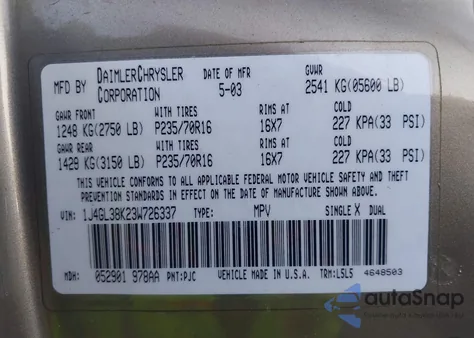 MFD BY DAIMLERCHRYSLER CORPORATION DATE OF MFR 5-03 GVWR 2541 KG(05600 LB)
GAWR FRONT WITH TIRES RIMS AT COLD
1248 KG(2750 LB) P235/70R16 16X7 227 KPA(33 PSI)
GAWR REAR WITH TIRES RIMS AT COLD
1429 KG(3150 LB) P235/70R16 16X7 227 KPA(33 PSI)
THIS VEHICLE CONFORMS TO ALL APPLICABLE FEDERAL MOTOR VEHICLE SAFETY AND
THEFT PREVENTION STANDARDS IN EFFECT ON THE DATE OF MANUFACTURE SHOWN ABOVE.
VIN: 1J4GL38K23W726337 TYPE: MPV SINGLE X DUAL
MDH: 052901 978AA PNT:PJC VEHICLE MADE IN U.S.A. TRM:LSL5 4648503
autoSnap